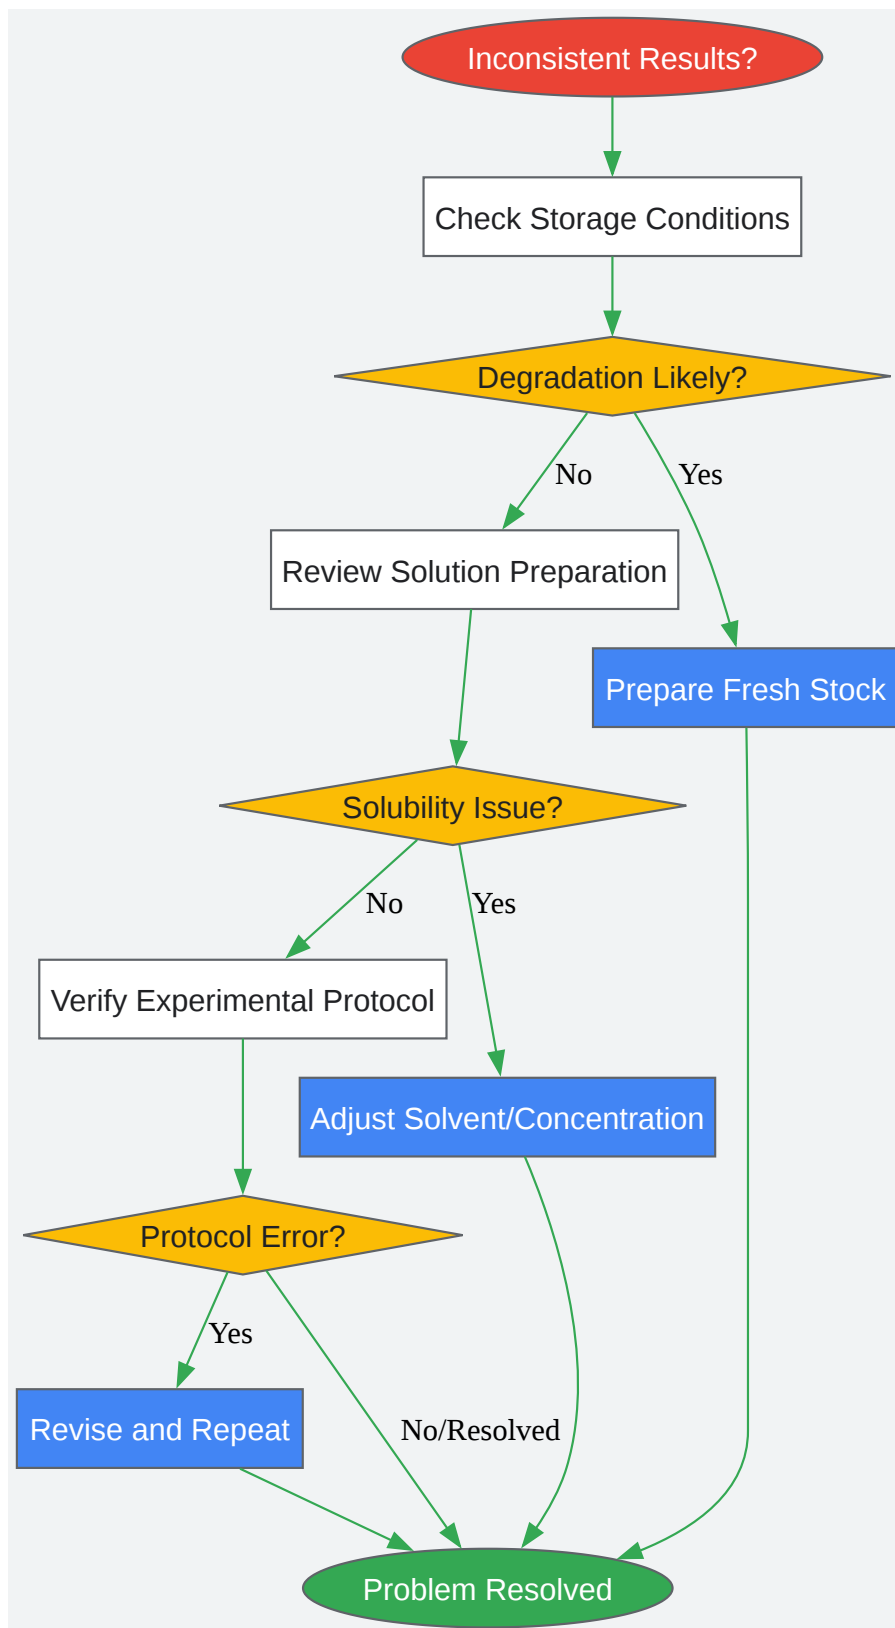 Inconsistent Results?
Check Storage Conditions
Degradation Likely?
No
Yes
Review Solution Preparation
Prepare Fresh Stock
Solubility Issue?
No
Yes
Verify Experimental Protocol
Adjust Solvent/Concentration
Protocol Error?
Yes
Revise and Repeat
No/Resolved
Problem Resolved